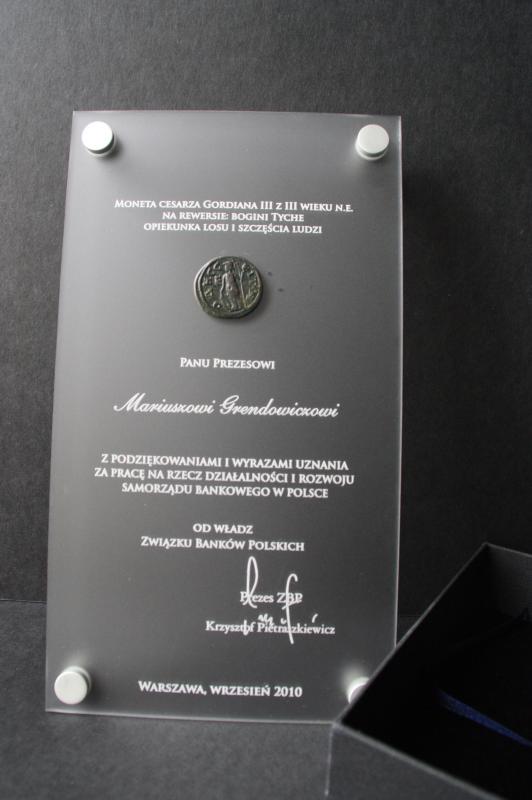 Moneta cesarza Gordiana III z III wieku n.e.
na rewersie: bogini Tyche
opiekunka losu i szczęścia ludzi
Panu Prezesowi
Mariuszowi Grendowiczowi
z podziękowaniami i wyrazami uznania
za pracę na rzecz działalności i rozwoju
samorządu bankowego w Polsce
od władz
Związku Banków Polskich
Prezes ZBP
Krzysztof Pietraszkiewicz
Warszawa, wrzesień 2010